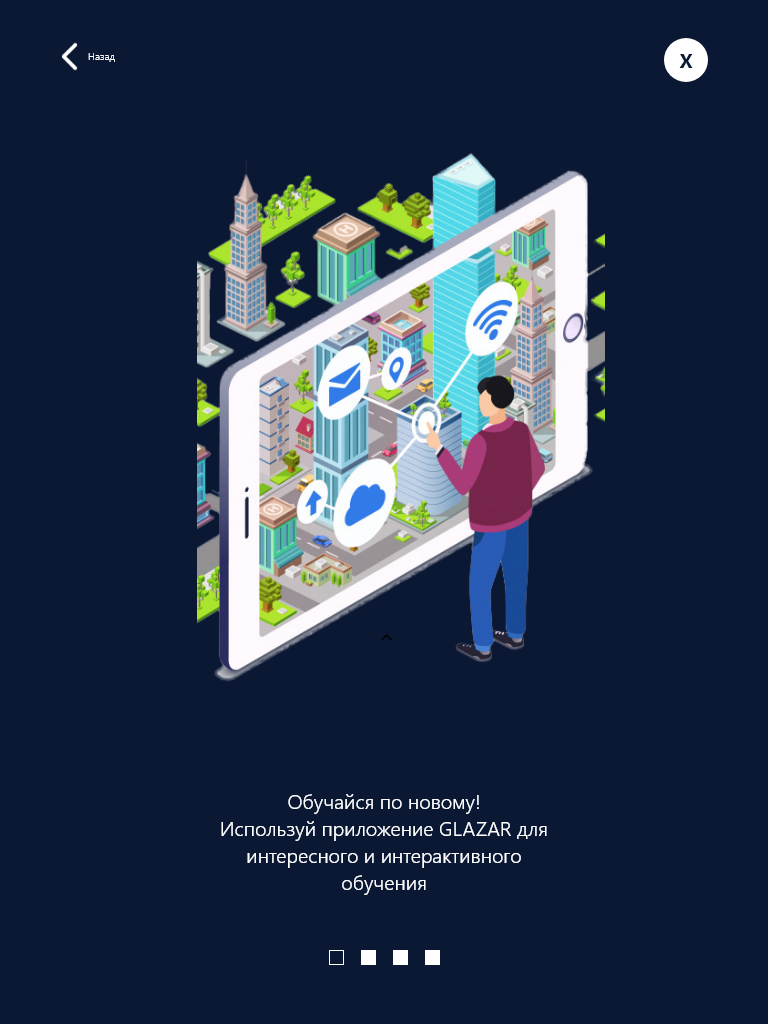 Назад
X
Обучайся по новому!
Используй приложение GLAZAR для
интересного и интерактивного
обучения